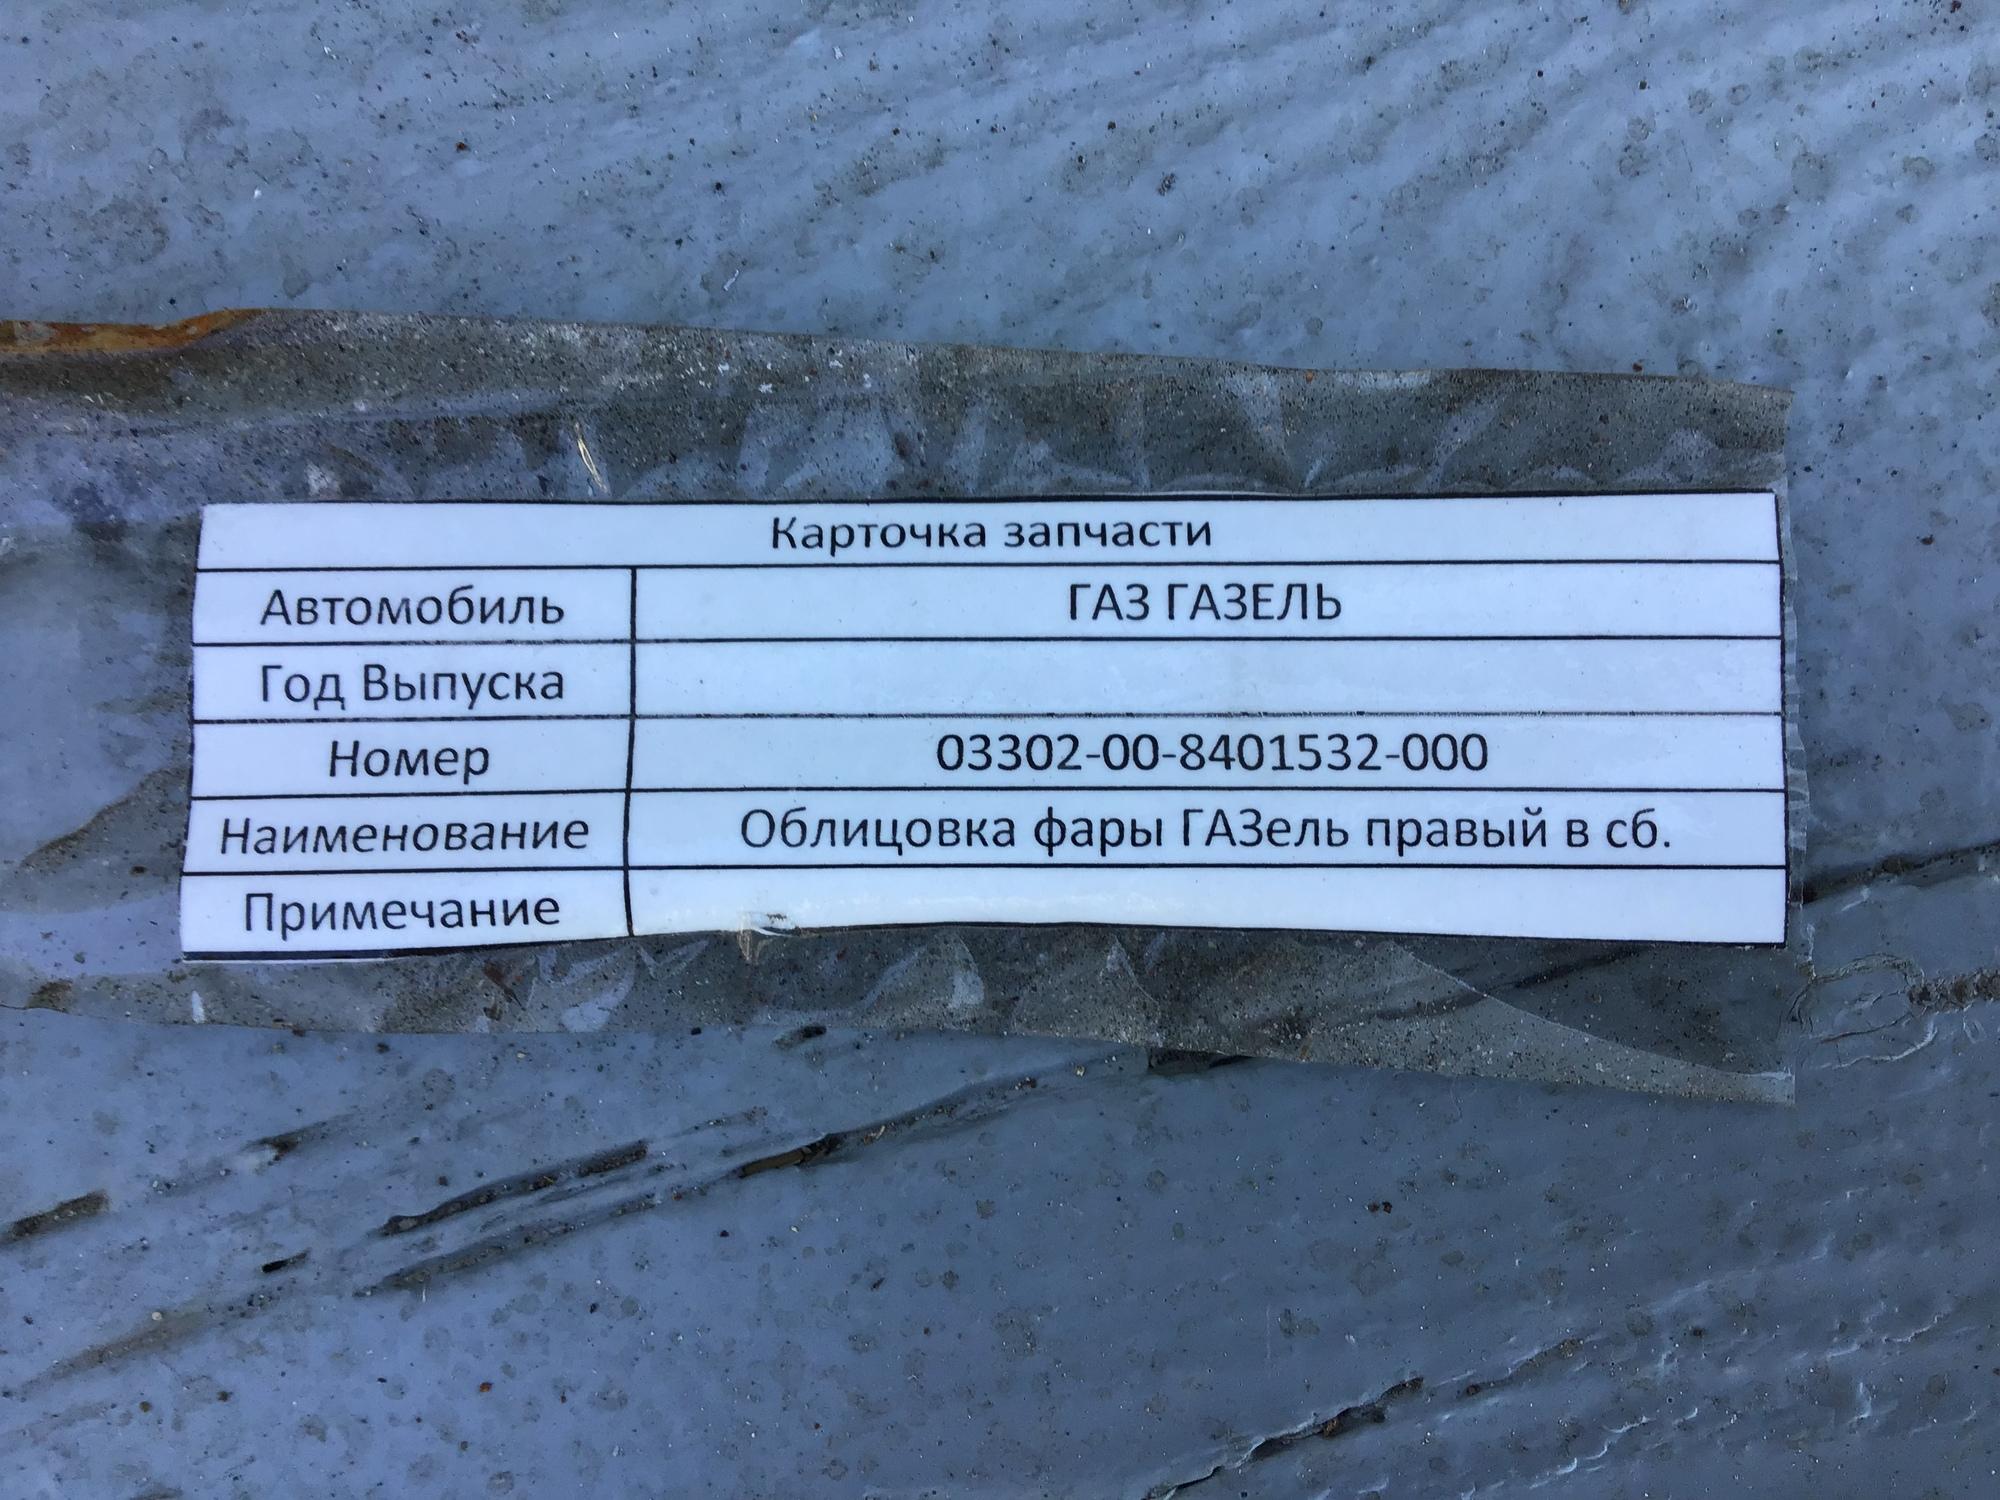 Карточка запчасти
Автомобиль ГАЗ ГАЗЕЛЬ
Год Выпуска
Номер 03302-00-8401532-000
Наименование Облицовка фары ГАЗель правый в сб.
Примечание